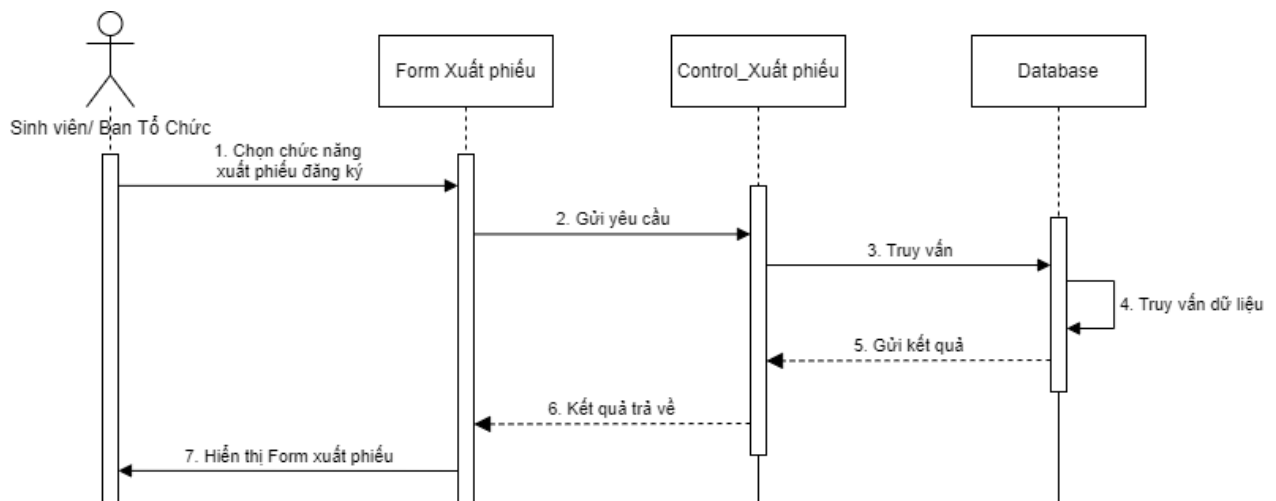 Form Xuất phiếu
Control_Xuất phiếu
Database
Sinh viên/ Ban Tổ Chức
1. Chọn chức năng
xuất phiếu đăng ký
2. Gửi yêu cầu
3. Truy vấn
4. Truy vấn dữ liệu
5. Gửi kết quả
6. Kết quả trả về
7. Hiển thị Form xuất phiếu